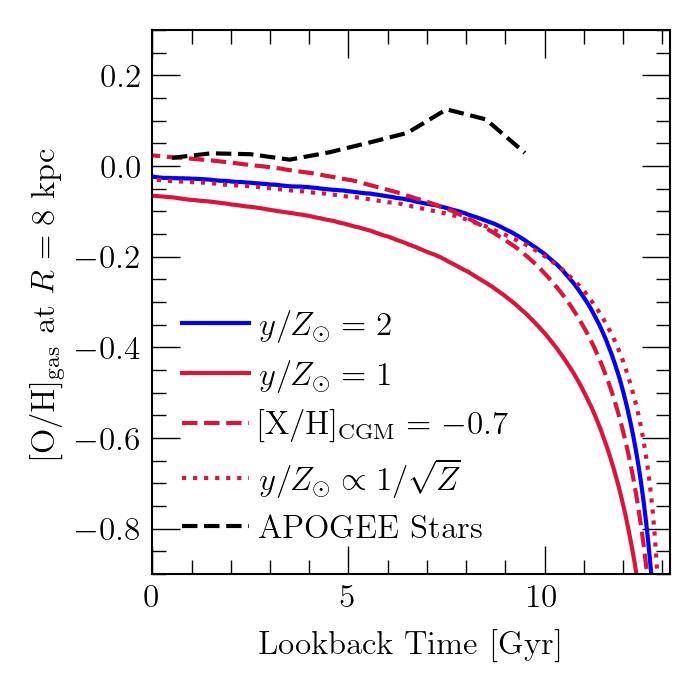 [O/H]gas at R = 8 kpc
0.2
0.0
−0.2
−0.4
−0.6
−0.8
y/Z⊙ = 2
y/Z⊙ = 1
[X/H]CGM = −0.7
y/Z⊙ ∝ 1/√Z
APOGEE Stars
0 5 10
Lookback Time [Gyr]